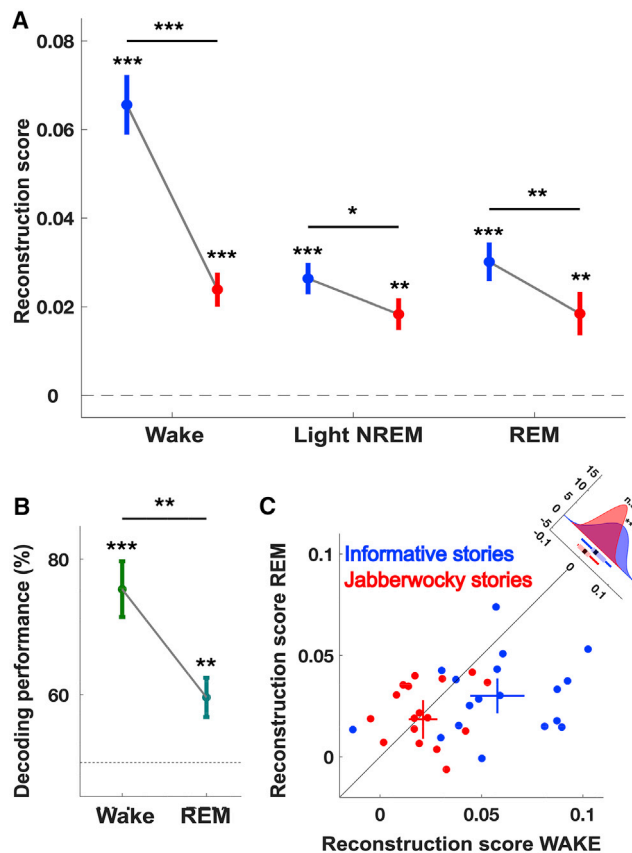 A
0.08
0.06
0.04
0.02
0
Reconstruction score
***
***
***
*
***
**
**
***
**
Wake
Light NREM
REM
B
**
***
**
80
60
Decoding performance (%)
Wake
REM
C
15
10
5
0
-5
-0.1
0
0.1
n.
**
Informative stories
Jabberwocky stories
0.1
0.05
0
Reconstruction score REM
0
0.05
0.1
Reconstruction score WAKE